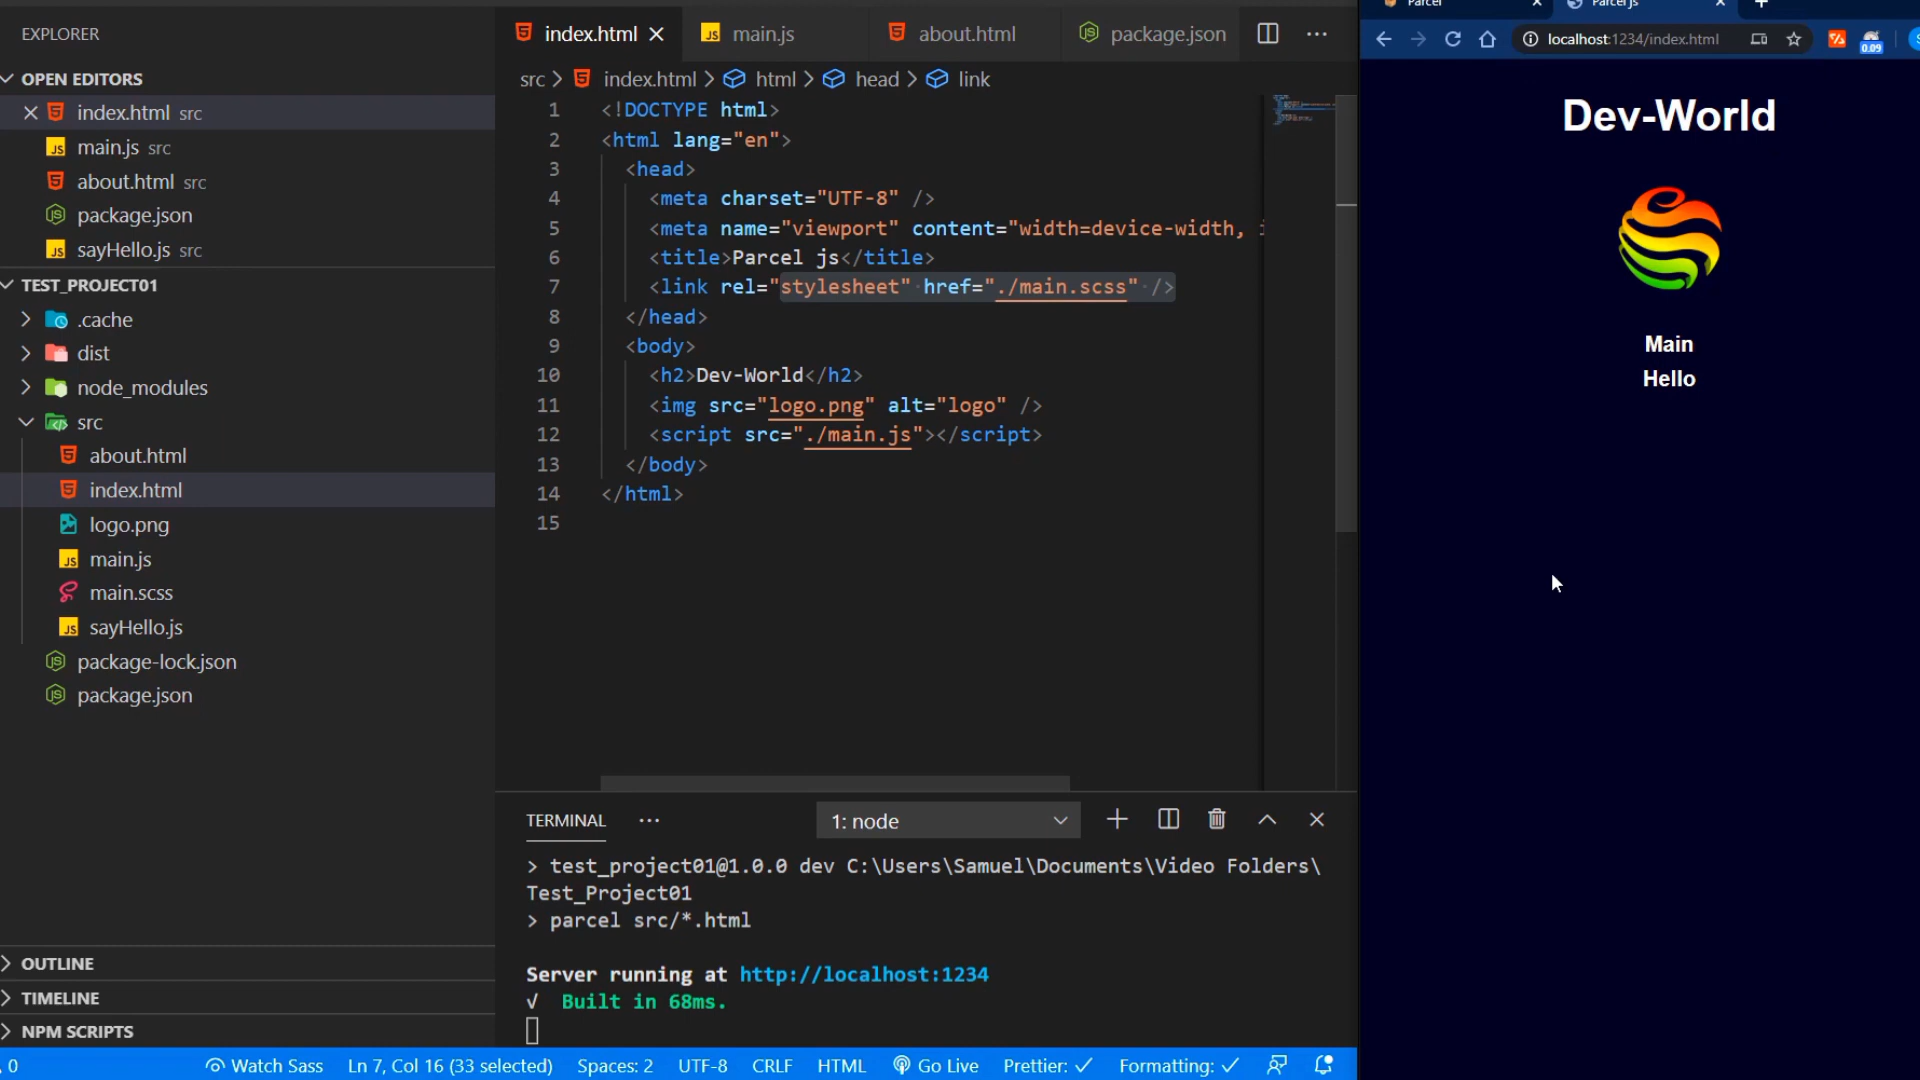 EXPLORER
OPEN EDITORS
index.html src
main.js src
about.html src
package.json
sayHello.js src
TEST_PROJECT01
.cache
dist
node_modules
src
about.html
index.html
logo.png
main.js
main.scss
sayHello.js
package-lock.json
package.json
OUTLINE
TIMELINE
NPM SCRIPTS
index.html main.js about.html package.json
src > index.html > html > head > link
1 <!DOCTYPE html>
2 <html lang="en">
3 <head>
4 <meta charset="UTF-8" />
5 <meta name="viewport" content="width=device-width,
6 <title>Parcel js</title>
7 <link rel="stylesheet" href="./main.scss" />
8 </head>
9 <body>
10 <h2>Dev-World</h2>
11 <img src="logo.png" alt="logo" />
12 <script src="./main.js"></script>
13 </body>
14 </html>
15
TERMINAL 1: node
> test_project01@1.0.0 dev C:\Users\Samuel\Documents\Video Folders\
Test_Project01
> parcel src/*.html
Server running at http://localhost:1234
√ Built in 68ms.
0 Watch Sass Ln 7, Col 16 (33 selected) Spaces: 2 UTF-8 CRLF HTML Go Live Prettier: ✓ Formatting: ✓
Parcel Parcel js
localhost:1234/index.html 0.09
Dev-World
Main
Hello